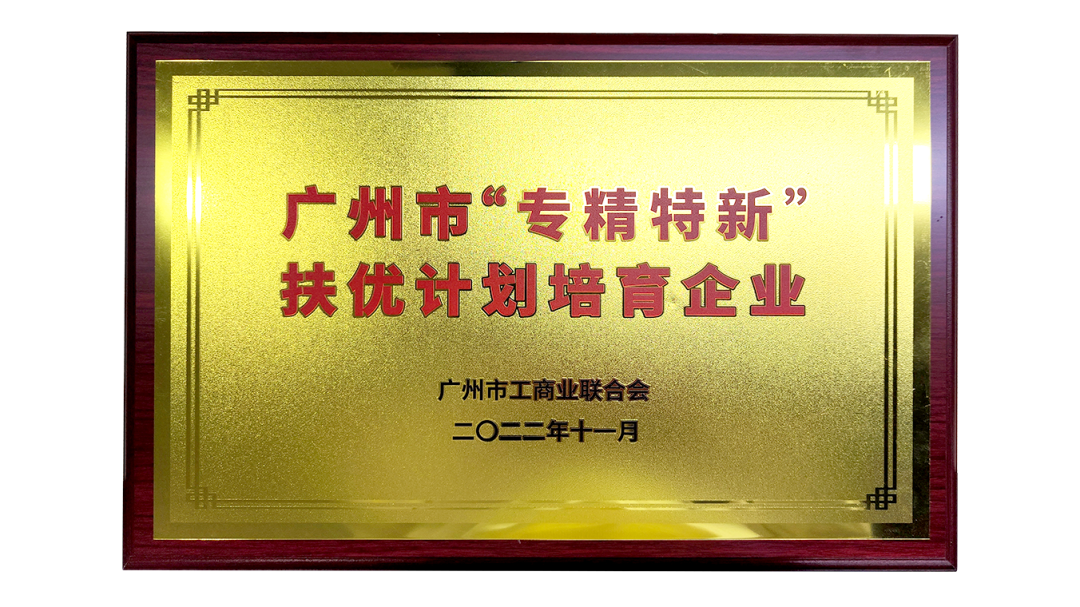 广州市“专精特新”
扶优计划培育企业
广州市工商业联合会
二〇二二年十一月